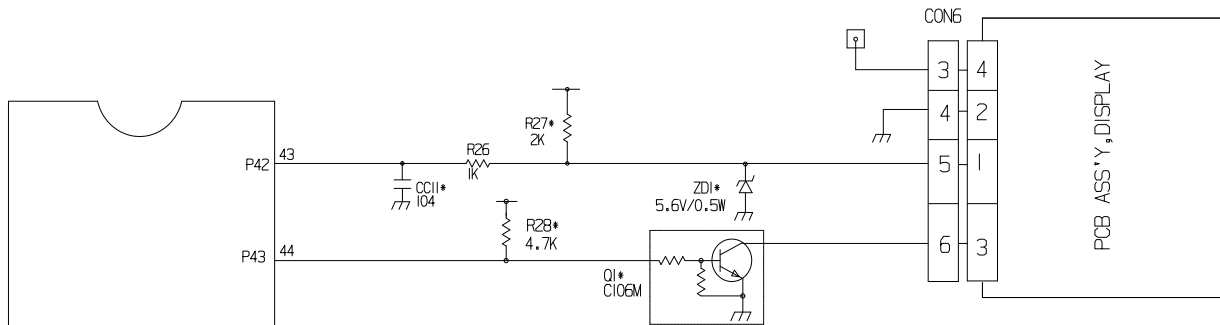 CON6
3 4
4 2
5 1
6 3
PCB ASS'Y,DISPLAY
P42 43
CC11*
104
R26
1K
R27*
2K
ZD1*
5.6V/0.5W
P43 44
R28*
4.7K
Q1*
C106M